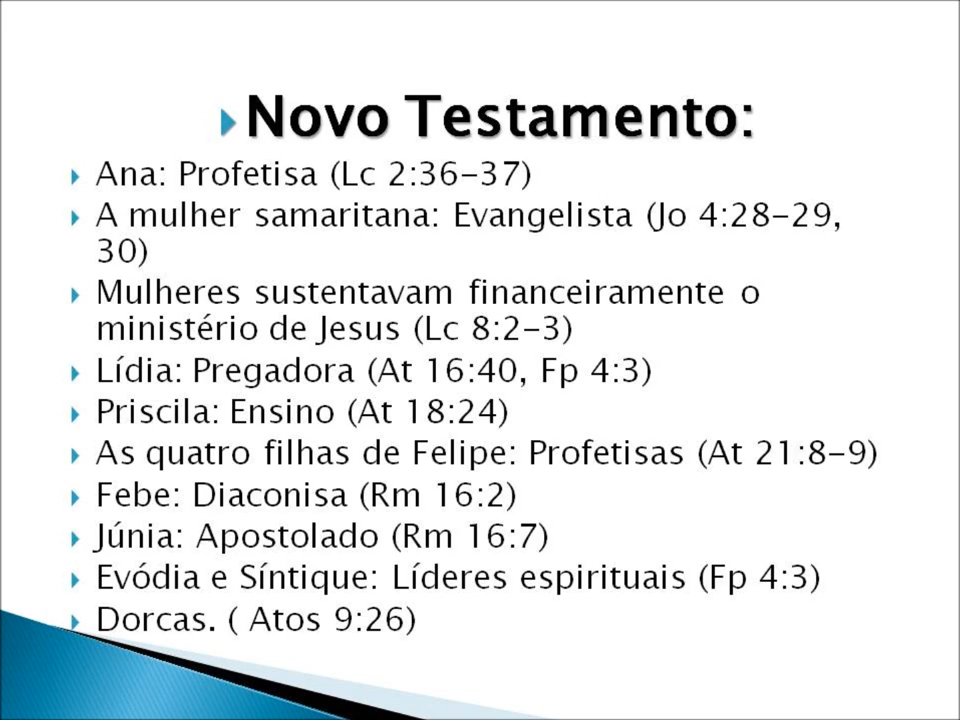 Novo Testamento:
Ana: Profetisa (Lc 2:36-37)
A mulher samaritana: Evangelista (Jo 4:28-29,
30)
Mulheres sustentavam financeiramente o
ministério de Jesus (Lc 8:2-3)
Lídia: Pregadora (At 16:40, Fp 4:3)
Priscila: Ensino (At 18:24)
As quatro filhas de Felipe: Profetisas (At 21:8-9)
Febe: Diaconisa (Rm 16:2)
Júnia: Apostolado (Rm 16:7)
Evódia e Síntique: Líderes espirituais (Fp 4:3)
Dorcas. ( Atos 9:26)